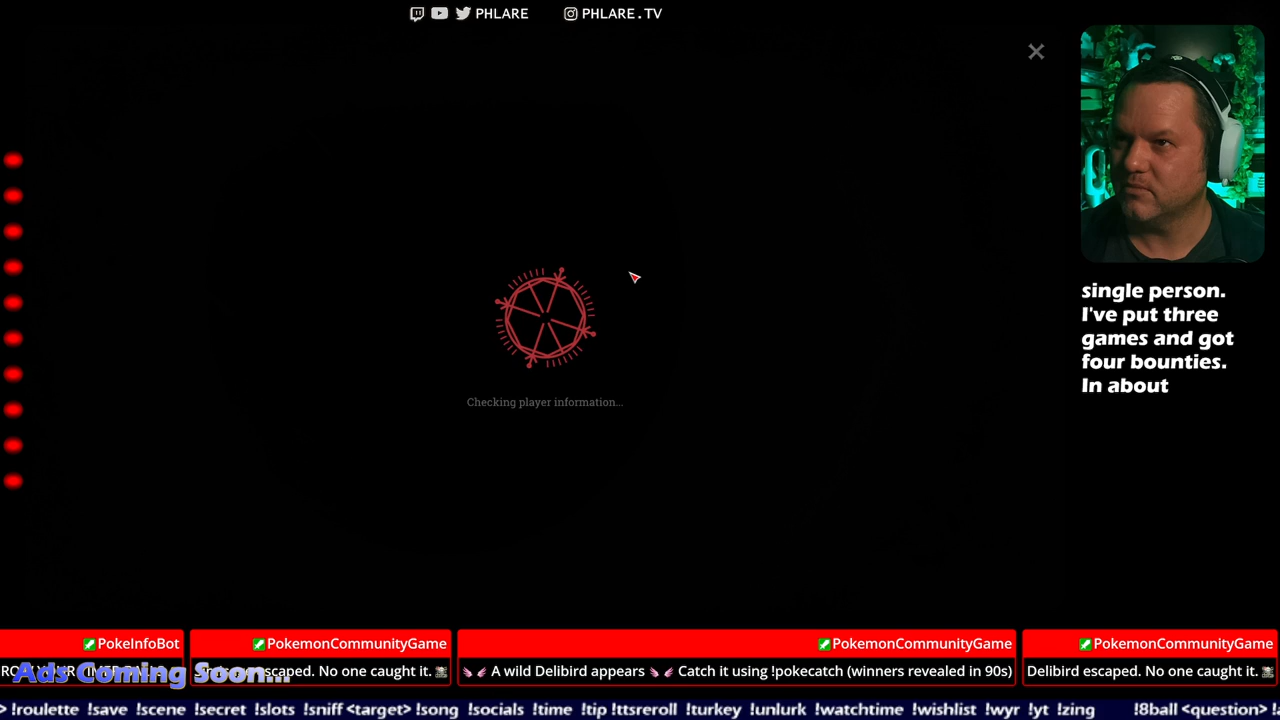 PHLARE PHLARE.TV
single person.
I've put three
games and got
four bounties.
In about
Checking player information...
PokeInfoBot
PokemonCommunityGame
PokemonCommunityGame
PokemonCommunityGame
Ads Coming Soon...
escaped. No one caught it.
A wild Delibird appears Catch it using !pokecatch (winners revealed in 90s)
Delibird escaped. No one caught it.
> !roulette !save !scene !secret !slots !sniff <target> !song !socials !time !tip !ttsreroll !turkey !unlurk !watchtime !wishlist !wyr !yt !zing !8ball <question>